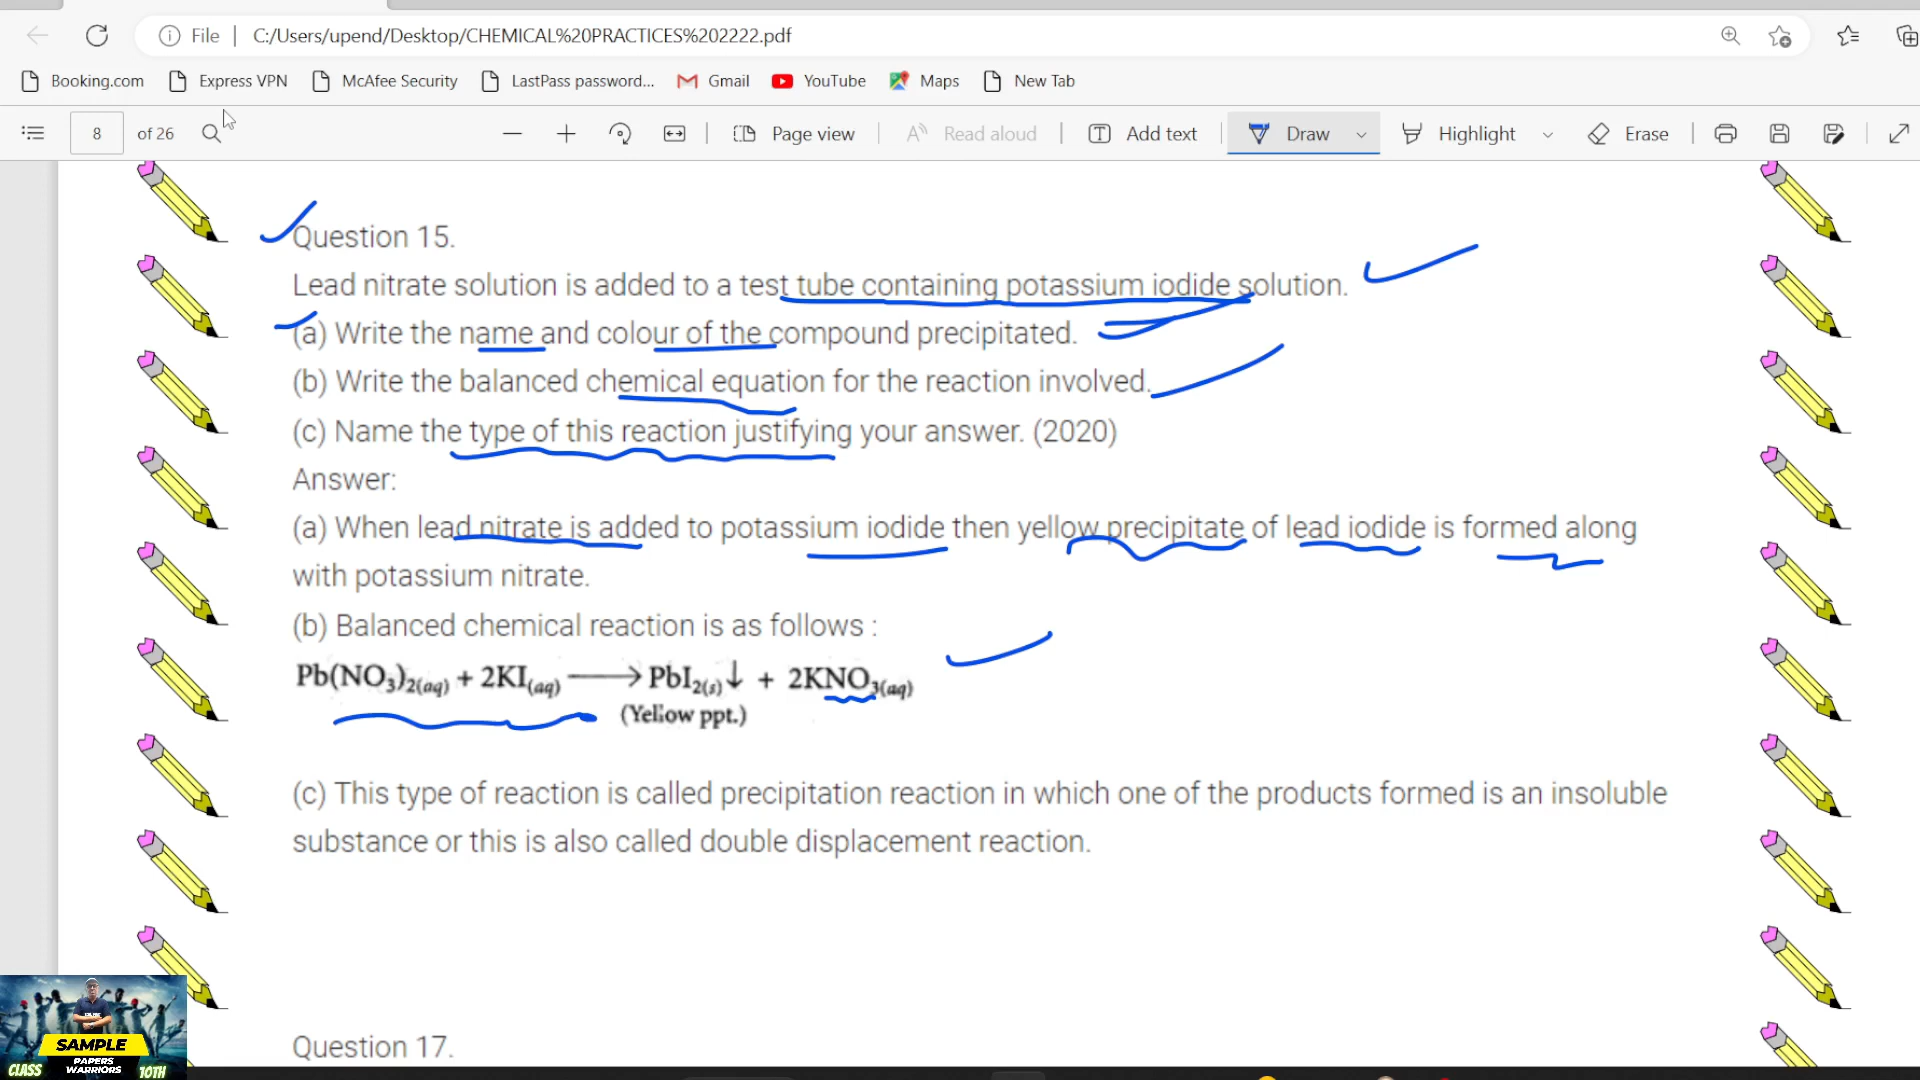 File | C:/Users/upend/Desktop/CHEMICAL%20PRACTICES%202222.pdf
Booking.com Express VPN McAfee Security LastPass password... Gmail YouTube Maps New Tab
8 of 26 Page view Read aloud Add text Draw Highlight Erase
Question 15.
Lead nitrate solution is added to a test tube containing potassium iodide solution.
(a) Write the name and colour of the compound precipitated.
(b) Write the balanced chemical equation for the reaction involved.
(c) Name the type of this reaction justifying your answer. (2020)
Answer:
(a) When lead nitrate is added to potassium iodide then yellow precipitate of lead iodide is formed along
with potassium nitrate.
(b) Balanced chemical reaction is as follows :
Pb(NO₃)₂(aq) + 2KI(aq) ⟶ PbI₂(s)↓ + 2KNO₃(aq)
(Yellow ppt.)
(c) This type of reaction is called precipitation reaction in which one of the products formed is an insoluble
substance or this is also called double displacement reaction.
Question 17.
SAMPLE
PAPERS
WARRIORS
CLASS 10TH